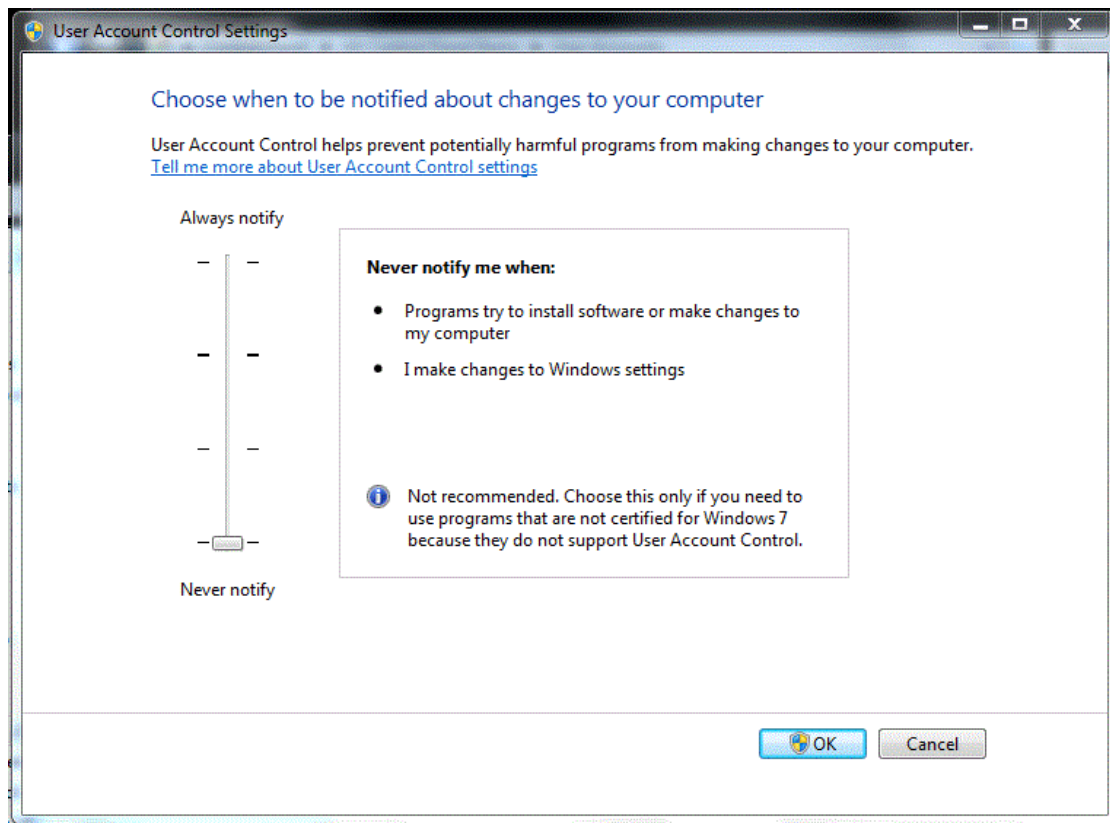 User Account Control Settings
Choose when to be notified about changes to your computer
User Account Control helps prevent potentially harmful programs from making changes to your computer.
Tell me more about User Account Control settings
Always notify
Never notify me when:
Programs try to install software or make changes to
my computer
I make changes to Windows settings
Not recommended. Choose this only if you need to
use programs that are not certified for Windows 7
because they do not support User Account Control.
Never notify
OK
Cancel